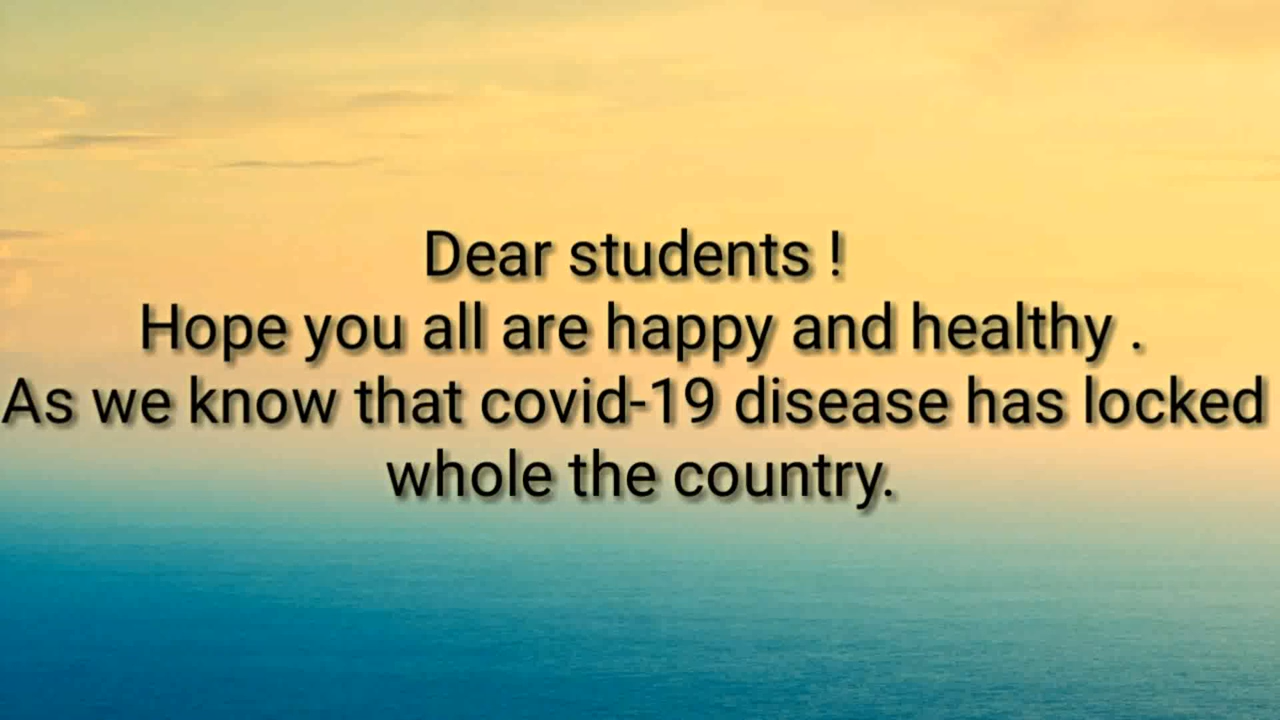 Dear students !
Hope you all are happy and healthy .
As we know that covid-19 disease has locked
whole the country.